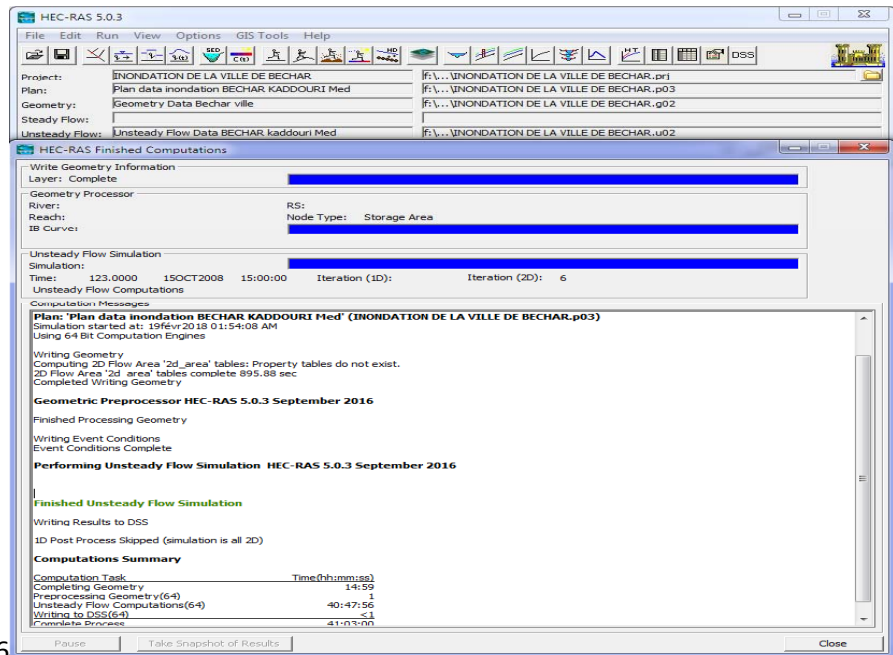 HEC-RAS 5.0.3
File Edit Run View Options GIS Tools Help
SED HD HT DSS
Project: INONDATION DE LA VILLE DE BECHAR f:\...\INONDATION DE LA VILLE DE BECHAR.prj
Plan: Plan data inondation BECHAR KADDOURI Med f:\...\INONDATION DE LA VILLE DE BECHAR.p03
Geometry: Geometry Data Bechar ville f:\...\INONDATION DE LA VILLE DE BECHAR.g02
Steady Flow:
Unsteady Flow: Unsteady Flow Data BECHAR kaddouri Med f:\...\INONDATION DE LA VILLE DE BECHAR.u02
HEC-RAS Finished Computations
Write Geometry Information
Layer: Complete
Geometry Processor
River: RS:
Reach: Node Type: Storage Area
IB Curve:
Unsteady Flow Simulation
Simulation:
Time: 123.0000 15OCT2008 15:00:00 Iteration (1D): Iteration (2D): 6
Unsteady Flow Computations
Computation Messages
Plan: 'Plan data inondation BECHAR KADDOURI Med' (INONDATION DE LA VILLE DE BECHAR.p03)
Simulation started at: 19févr2018 01:54:08 AM
Using 64 Bit Computation Engines
Writing Geometry
Computing 2D Flow Area '2d_area' tables: Property tables do not exist.
2D Flow Area '2d_area' tables complete 895.88 sec
Completed Writing Geometry
Geometric Preprocessor HEC-RAS 5.0.3 September 2016
Finished Processing Geometry
Writing Event Conditions
Event Conditions Complete
Performing Unsteady Flow Simulation HEC-RAS 5.0.3 September 2016
Finished Unsteady Flow Simulation
Writing Results to DSS
1D Post Process Skipped (simulation is all 2D)
Computations Summary
Computation Task Time(hh:mm:ss)
Completing Geometry 14:59
Preprocessing Geometry(64) 1
Unsteady Flow Computations(64) 40:47:56
Writing to DSS(64) <1
Complete Process 41:03:00
Pause Take Snapshot of Results Close
6